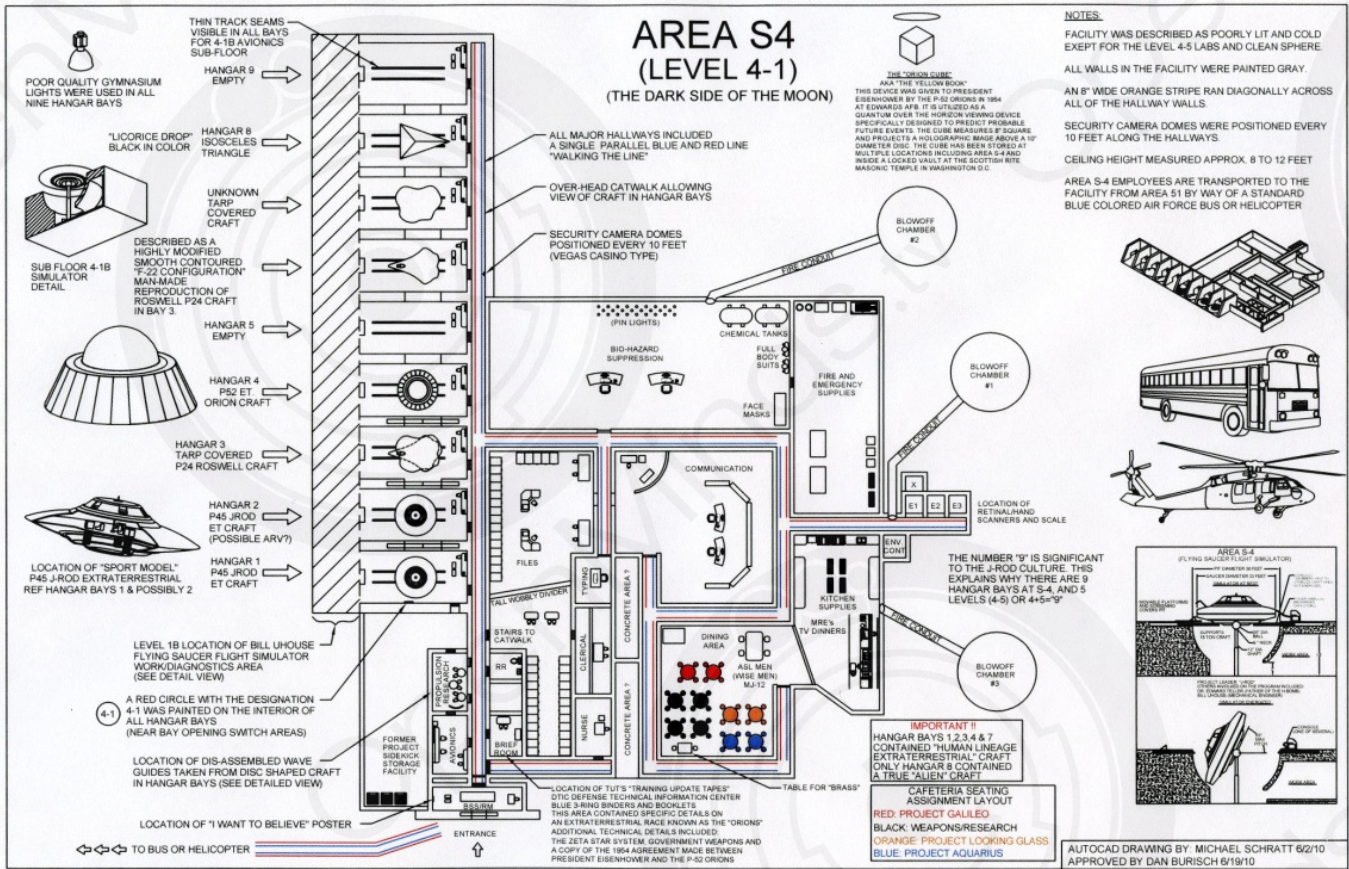 AREA S4
(LEVEL 4-1)
(THE DARK SIDE OF THE MOON)
THIN TRACK SEAMS
VISIBLE IN ALL BAYS
FOR 4-1B AVIONICS
SUB-FLOOR
POOR QUALITY GYMNASIUM
LIGHTS WERE USED IN ALL
NINE HANGAR BAYS
HANGAR 9
EMPTY
"LICORICE DROP"
BLACK IN COLOR
HANGAR 8
ISOSCELES
TRIANGLE
UNKNOWN
TARP
COVERED
CRAFT
SUB FLOOR 4-1B
SIMULATOR
DETAIL
DESCRIBED AS A
HIGHLY MODIFIED
SMOOTH CONTOURED
"F-22 CONFIGURATION"
MAN-MADE
REPRODUCTION OF
ROSWELL P24 CRAFT
IN BAY 3.
HANGAR 5
EMPTY
HANGAR 4
P52 ET.
ORION CRAFT
HANGAR 3
TARP COVERED
P24 ROSWELL CRAFT
HANGAR 2
P45 JROD
ET CRAFT
(POSSIBLE ARV?)
HANGAR 1
P45 JROD
ET CRAFT
LOCATION OF "SPORT MODEL"
P45 J-ROD EXTRATERRESTRIAL
REF HANGAR BAYS 1 & POSSIBLY 2
LEVEL 1B LOCATION OF BILL UHOUSE
FLYING SAUCER FLIGHT SIMULATOR
WORK/DIAGNOSTICS AREA
(SEE DETAIL VIEW)
4-1
A RED CIRCLE WITH THE DESIGNATION
4-1 WAS PAINTED ON THE INTERIOR OF
ALL HANGAR BAYS
(NEAR BAY OPENING SWITCH AREAS)
LOCATION OF DIS-ASSEMBLED WAVE
GUIDES TAKEN FROM DISC SHAPED CRAFT
IN HANGAR BAYS (SEE DETAILED VIEW)
LOCATION OF "I WANT TO BELIEVE" POSTER
TO BUS OR HELICOPTER
ALL MAJOR HALLWAYS INCLUDED
A SINGLE PARALLEL BLUE AND RED LINE
"WALKING THE LINE"
OVER-HEAD CATWALK ALLOWING
VIEW OF CRAFT IN HANGAR BAYS
SECURITY CAMERA DOMES
POSITIONED EVERY 10 FEET
(VEGAS CASINO TYPE)
THE "ORION CUBE"
AKA "THE YELLOW BOOK"
THIS DEVICE WAS GIVEN TO PRESIDENT
EISENHOWER BY THE P-52 ORIONS IN 1954
AT EDWARDS AFB. IT IS UTILIZED AS A
QUANTUM OVER THE HORIZON VIEWING DEVICE
SPECIFICALLY DESIGNED TO PREDICT PROBABLE
FUTURE EVENTS. THE CUBE MEASURES 8" SQUARE
AND PROJECTS A HOLOGRAPHIC IMAGE ABOVE A 10"
DIAMETER DISC. THE CUBE HAS BEEN STORED AT
MULTIPLE LOCATIONS INCLUDING AREA S-4 AND
INSIDE A LOCKED VAULT AT THE SCOTTISH RITE
MASONIC TEMPLE IN WASHINGTON D.C.
NOTES:
FACILITY WAS DESCRIBED AS POORLY LIT AND COLD
EXEPT FOR THE LEVEL 4-5 LABS AND CLEAN SPHERE.
ALL WALLS IN THE FACILITY WERE PAINTED GRAY.
AN 8" WIDE ORANGE STRIPE RAN DIAGONALLY ACROSS
ALL OF THE HALLWAY WALLS.
SECURITY CAMERA DOMES WERE POSITIONED EVERY
10 FEET ALONG THE HALLWAYS.
CEILING HEIGHT MEASURED APPROX. 8 TO 12 FEET
AREA S-4 EMPLOYEES ARE TRANSPORTED TO THE
FACILITY FROM AREA 51 BY WAY OF A STANDARD
BLUE COLORED AIR FORCE BUS OR HELICOPTER
BLOWOFF
CHAMBER
#2
FIRE CONDUIT
(PIN LIGHTS)
CHEMICAL TANKS
BIO-HAZARD
SUPPRESSION
FULL
BODY
SUITS
FACE
MASKS
FIRE AND
EMERGENCY
SUPPLIES
BLOWOFF
CHAMBER
#1
FIRE CONDUIT
COMMUNICATION
X
E1
E2
E3
LOCATION OF
RETINAL/HAND
SCANNERS AND SCALE
ENV
CONT
FILES
TYPING
TALL WOBBLY DIVIDER
STAIRS TO
CATWALK
CLERICAL
CONCRETE AREA ?
CONCRETE AREA ?
RR
NURSE
BRIEF
ROOM
PROPULSION
RESEARCH
AVIONICS
FORMER
PROJECT
SIDEKICK
STORAGE
FACILITY
BSS/RM
ENTRANCE
KITCHEN
SUPPLIES
MRE's
TV DINNERS
DINING
AREA
ASL MEN
(WISE MEN)
MJ-12
FIRE CONDUIT
BLOWOFF
CHAMBER
#3
TABLE FOR "BRASS"
THE NUMBER "9" IS SIGNIFICANT
TO THE J-ROD CULTURE. THIS
EXPLAINS WHY THERE ARE 9
HANGAR BAYS AT S-4, AND 5
LEVELS (4-5) OR 4+5="9"
LOCATION OF TUT'S "TRAINING UPDATE TAPES"
DTIC DEFENSE TECHNICAL INFORMATION CENTER
BLUE 3-RING BINDERS AND BOOKLETS
THIS AREA CONTAINED SPECIFIC DETAILS ON
AN EXTRATERRESTRIAL RACE KNOWN AS THE "ORIONS"
ADDITIONAL TECHNICAL DETAILS INCLUDED:
THE ZETA STAR SYSTEM, GOVERNMENT WEAPONS AND
A COPY OF THE 1954 AGREEMENT MADE BETWEEN
PRESIDENT EISENHOWER AND THE P-52 ORIONS
IMPORTANT !!
HANGAR BAYS 1,2,3,4 & 7
CONTAINED "HUMAN LINEAGE
EXTRATERRESTRIAL" CRAFT
ONLY HANGAR 8 CONTAINED
A TRUE "ALIEN" CRAFT
CAFETERIA SEATING
ASSIGNMENT LAYOUT
RED: PROJECT GALILEO
BLACK: WEAPONS/RESEARCH
ORANGE: PROJECT LOOKING GLASS
BLUE: PROJECT AQUARIUS
AREA S-4
(FLYING SAUCER FLIGHT SIMULATOR)
PIT DIAMETER 36 FEET
SAUCER DIAMETER 33 FEET
SIMULATOR AT REST
WORK AREA
SIMULATOR ENERGIZED
WORK AREA
AUTOCAD DRAWING BY: MICHAEL SCHRATT 6/2/10
APPROVED BY DAN BURISCH 6/19/10